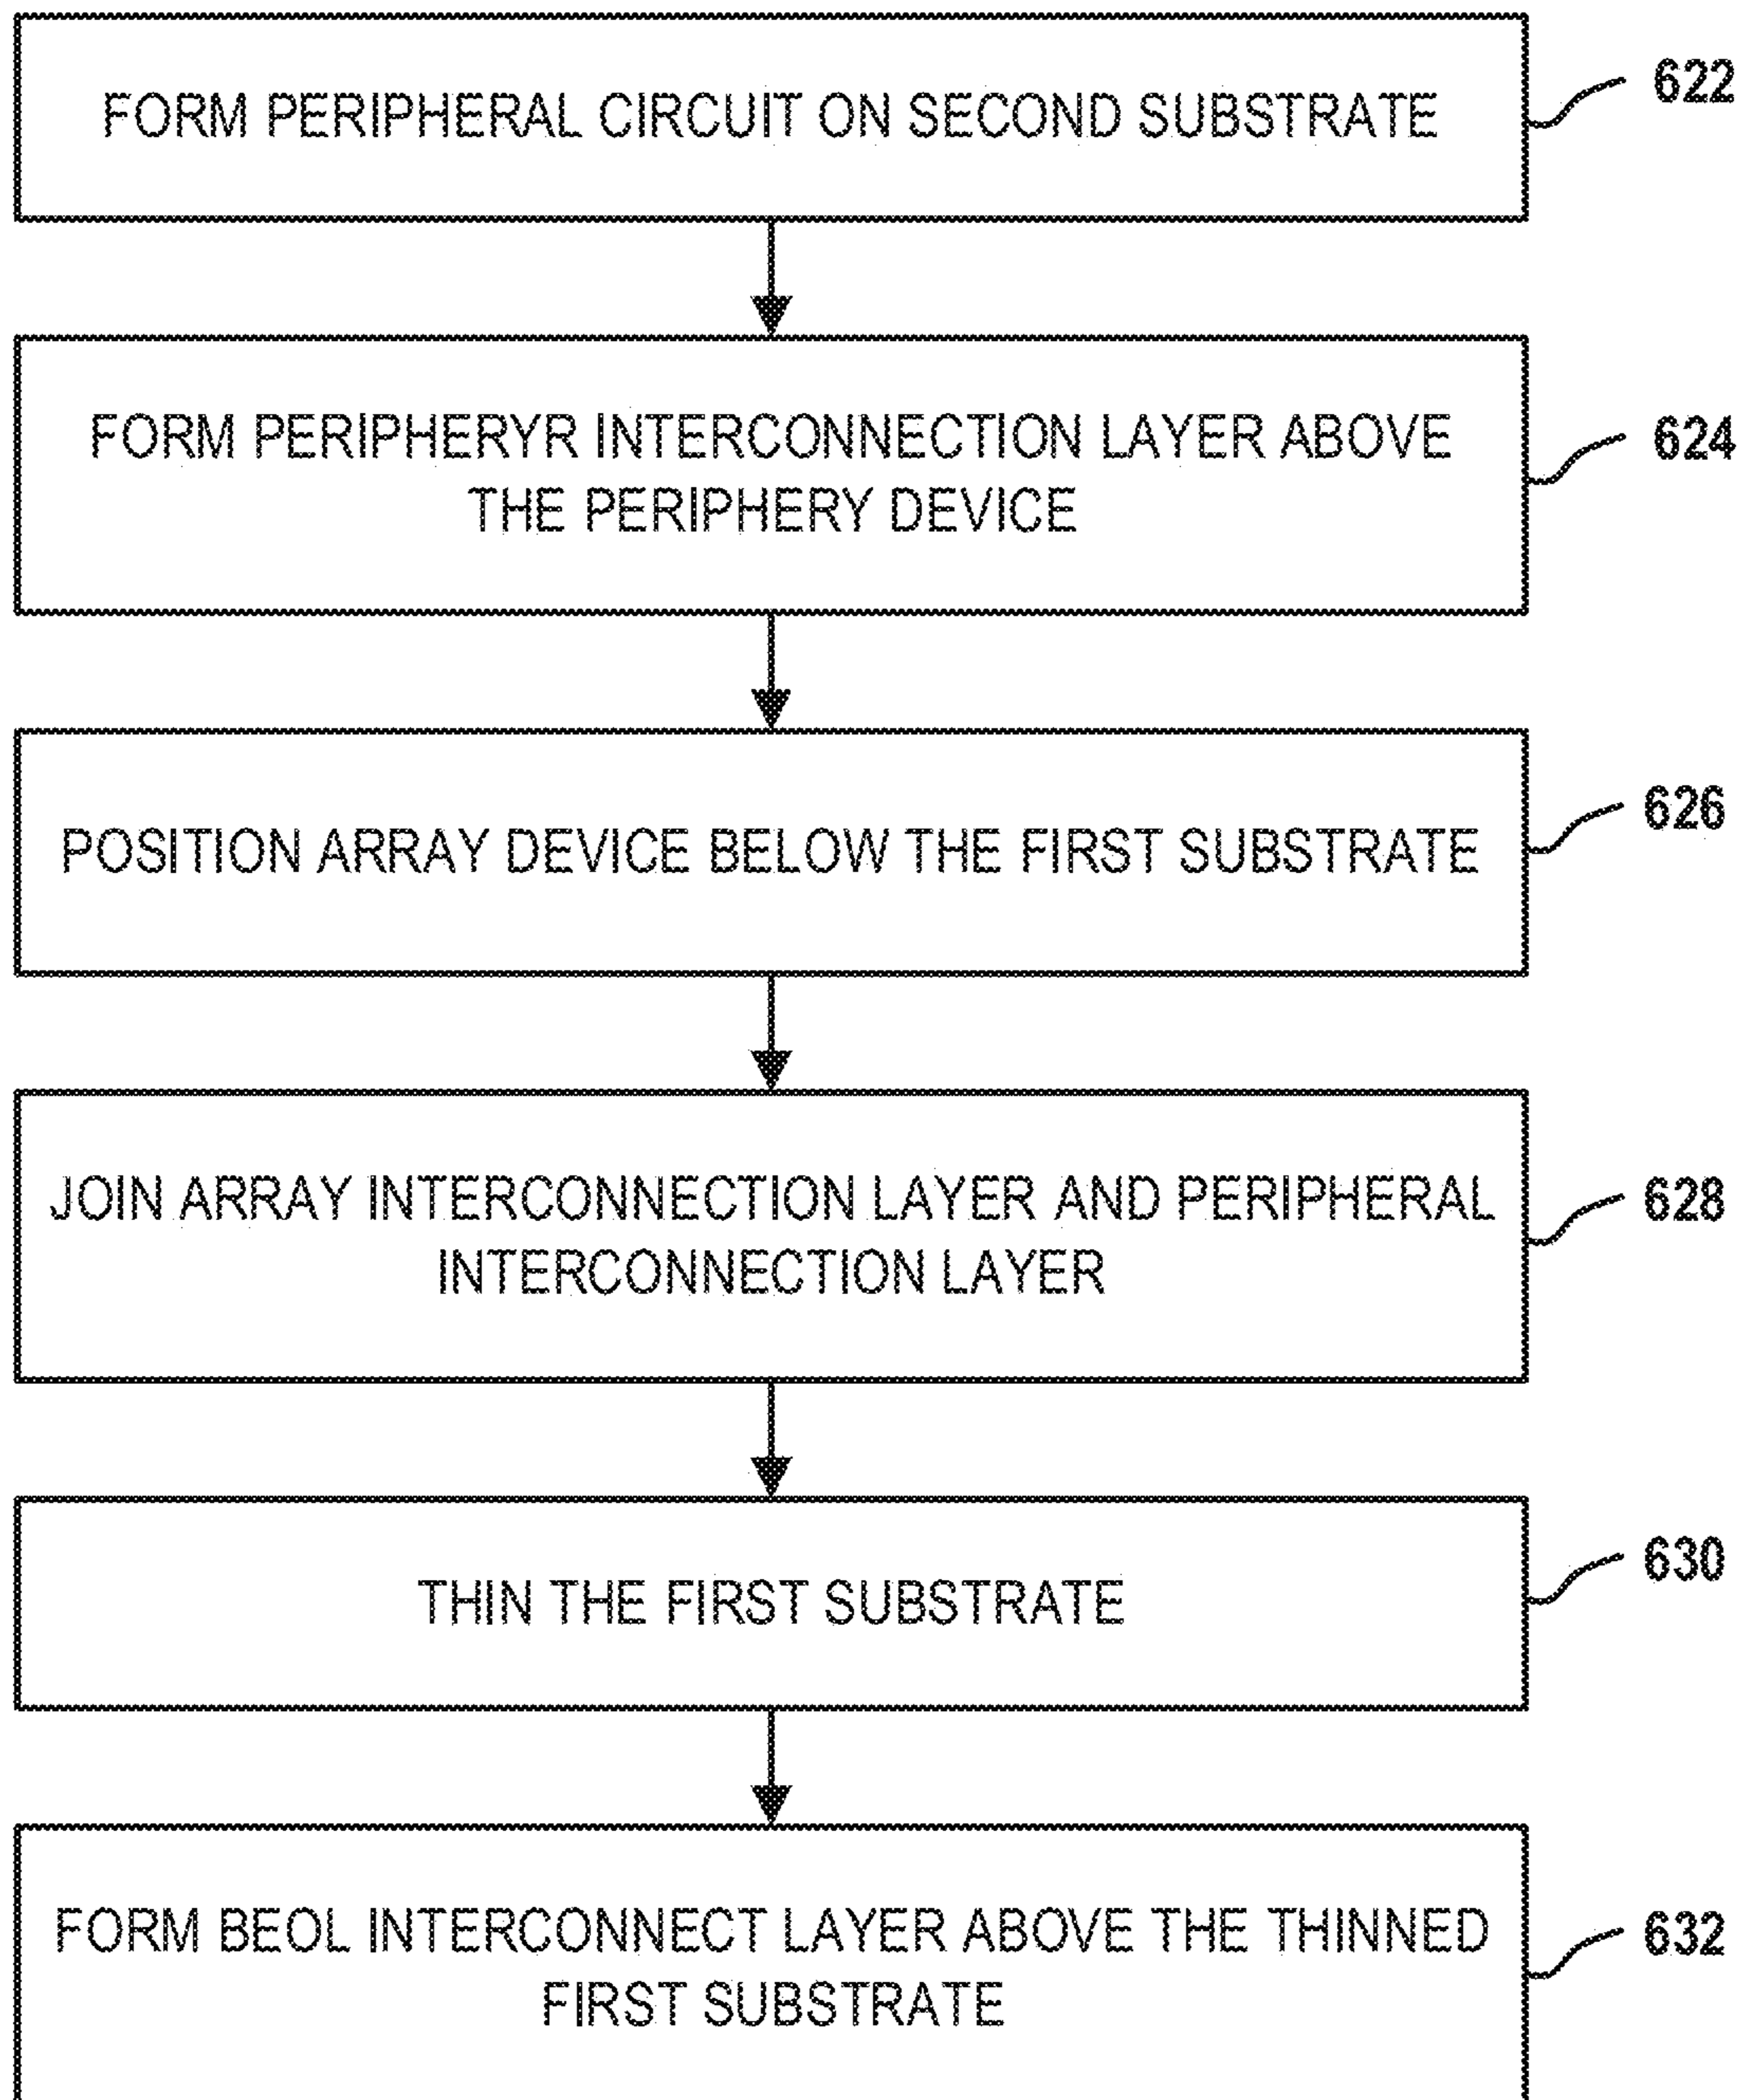 FORM PERIPHERAL CIRCUIT ON SECOND SUBSTRATE
622
FORM PERIPHERYR INTERCONNECTION LAYER ABOVE
THE PERIPHERY DEVICE
624
POSITION ARRAY DEVICE BELOW THE FIRST SUBSTRATE
626
JOIN ARRAY INTERCONNECTION LAYER AND PERIPHERAL
INTERCONNECTION LAYER
628
THIN THE FIRST SUBSTRATE
630
FORM BEOL INTERCONNECT LAYER ABOVE THE THINNED
FIRST SUBSTRATE
632